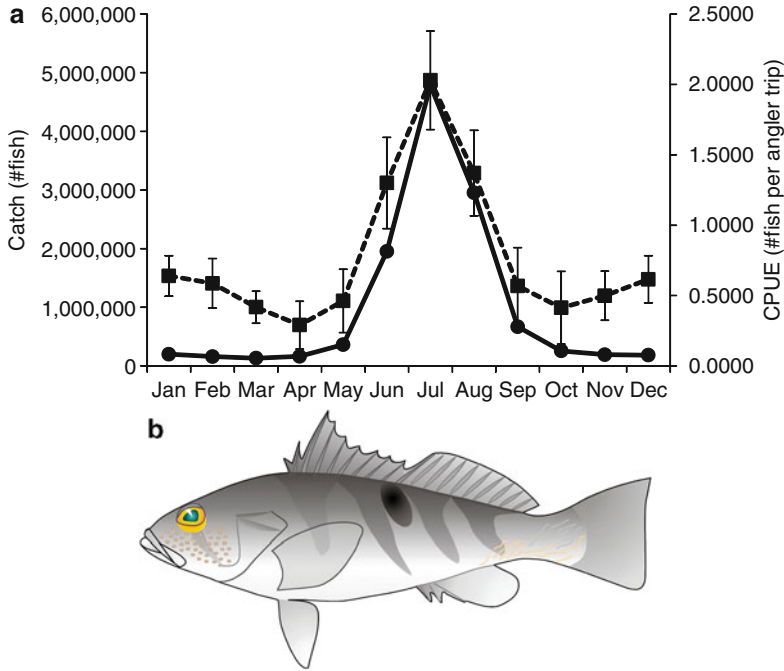 a
Catch (#fish)
6,000,000
5,000,000
4,000,000
3,000,000
2,000,000
1,000,000
0
2.5000
2.0000
1.5000
1.0000
0.5000
0.0000
CPUE (#fish per angler trip)
Jan Feb Mar Apr May Jun Jul Aug Sep Oct Nov Dec
b